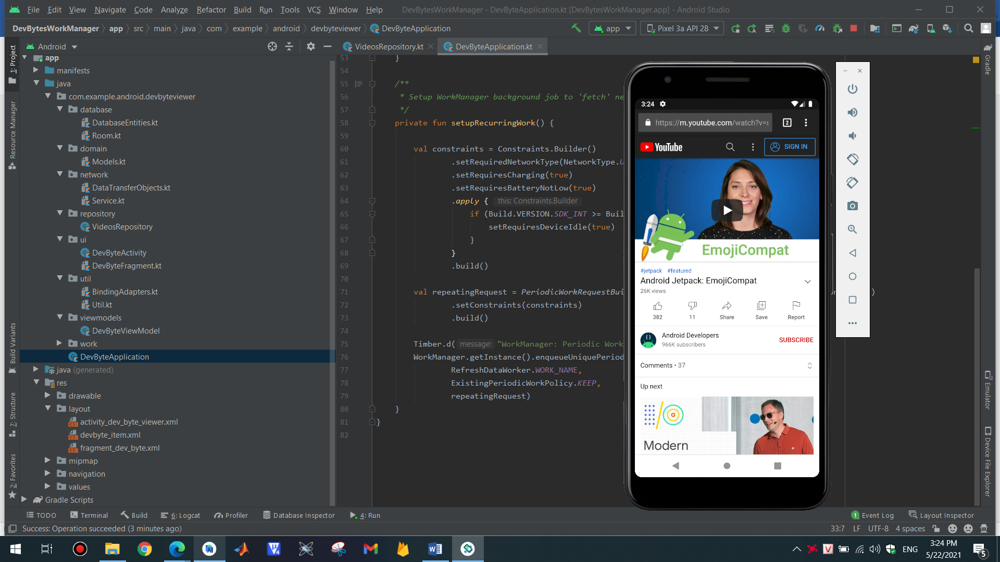 File Edit View Navigate Code Analyze Refactor Build Run Tools VCS Window Help DevBytesWorkManager - DevByteApplication.kt [DevBytesWorkManager.app] - Android Studio
DevBytesWorkManager app src main java com example android devbyteviewer DevByteApplication app Pixel 3a API 28
Android
VideosRepository.kt DevByteApplication.kt
1: Project
Resource Manager
Build Variants
7: Structure
2: Favorites
app
manifests
java
com.example.android.devbyteviewer
database
DatabaseEntities.kt
Room.kt
domain
Models.kt
network
DataTransferObjects.kt
Service.kt
repository
VideosRepository
ui
DevByteActivity
DevByteFragment.kt
util
BindingAdapters.kt
Util.kt
viewmodels
DevByteViewModel
work
DevByteApplication
java (generated)
res
drawable
layout
activity_dev_byte_viewer.xml
devbyte_item.xml
fragment_dev_byte.xml
mipmap
navigation
values
Gradle Scripts
53 }
54
55 /**
56 * Setup WorkManager background job to 'fetch' ne
57 */
58 private fun setupRecurringWork() {
59
60 val constraints = Constraints.Builder()
61 .setRequiredNetworkType(NetworkType.U
62 .setRequiresCharging(true)
63 .setRequiresBatteryNotLow(true)
64 .apply { this: Constraints.Builder
65 if (Build.VERSION.SDK_INT >= Buil
66 setRequiresDeviceIdle(true)
67 }
68 }
69 .build()
70
71 val repeatingRequest = PeriodicWorkRequestBui )
72 .setConstraints(constraints)
73 .build()
74
75 Timber.d( message: "WorkManager: Periodic Work
76 WorkManager.getInstance().enqueueUniquePeriod
77 RefreshDataWorker.WORK_NAME,
78 ExistingPeriodicWorkPolicy.KEEP,
79 repeatingRequest)
80 }
81 }
82
3:24
https://m.youtube.com/watch?v=s 2
YouTube SIGN IN
EmojiCompat
#jetpack #featured
Android Jetpack: EmojiCompat
26K views
382 11 Share Save Report
Android Developers
966K subscribers
SUBSCRIBE
Comments • 37
Up next
Modern
Gradle
Emulator
Device File Explorer
TODO Terminal Build 6: Logcat Profiler Database Inspector 4: Run 1 Event Log Layout Inspector
Success: Operation succeeded (3 minutes ago) 33:7 LF UTF-8 4 spaces
ENG
3:24 PM
5/22/2021
5